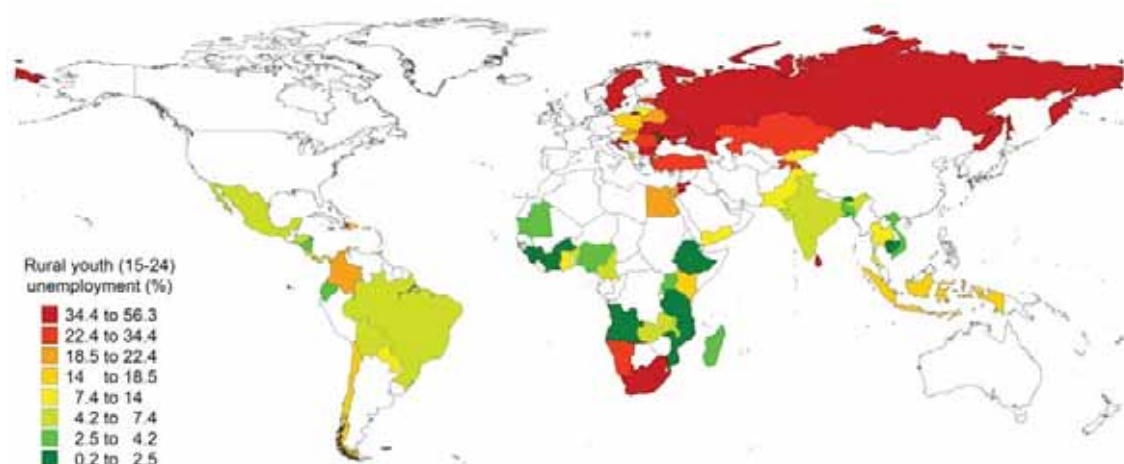 Rural youth (15-24)
unemployment (%)
34.4 to 56.3
22.4 to 34.4
18.5 to 22.4
14 to 18.5
7.4 to 14
4.2 to 7.4
2.5 to 4.2
0.2 to 2.5